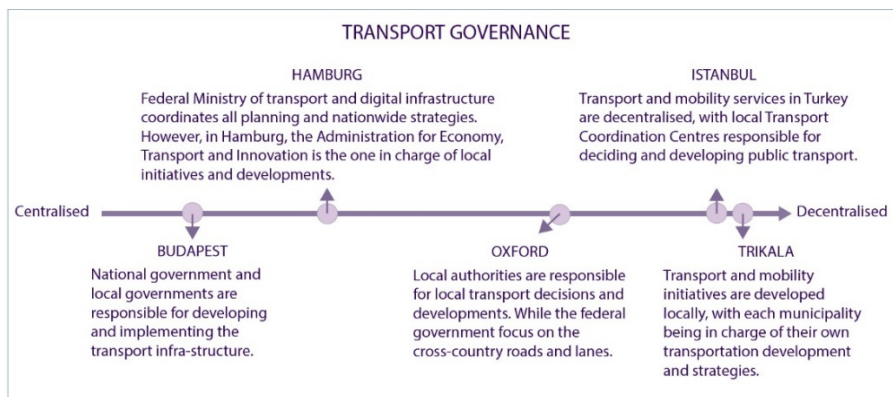 TRANSPORT GOVERNANCE
HAMBURG
Federal Ministry of transport and digital infrastructure
coordinates all planning and nationwide strategies.
However, in Hamburg, the Administration for Economy,
Transport and Innovation is the one in charge of local
initiatives and developments.
ISTANBUL
Transport and mobility services in Turkey
are decentralised, with local Transport
Coordination Centres responsible for
deciding and developing public transport.
Centralised
Decentralised
BUDAPEST
National government and
local governments are
responsible for developing
and implementing the
transport infra-structure.
OXFORD
Local authorities are responsible
for local transport decisions and
developments. While the federal
government focus on the
cross-country roads and lanes.
TRIKALA
Transport and mobility
initiatives are developed
locally, with each municipality
being in charge of their own
transportation development
and strategies.